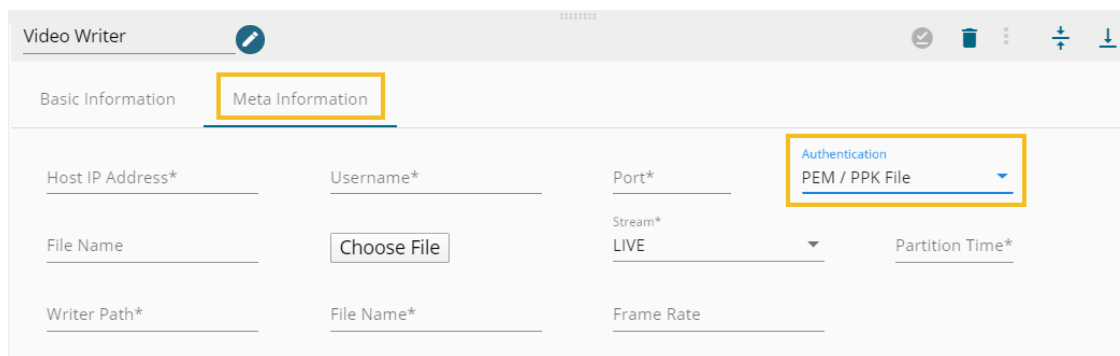 Video Writer
Basic Information
Meta Information
Host IP Address*
Username*
Port*
Authentication
PEM / PPK File
File Name
Choose File
Stream*
LIVE
Partition Time*
Writer Path*
File Name*
Frame Rate